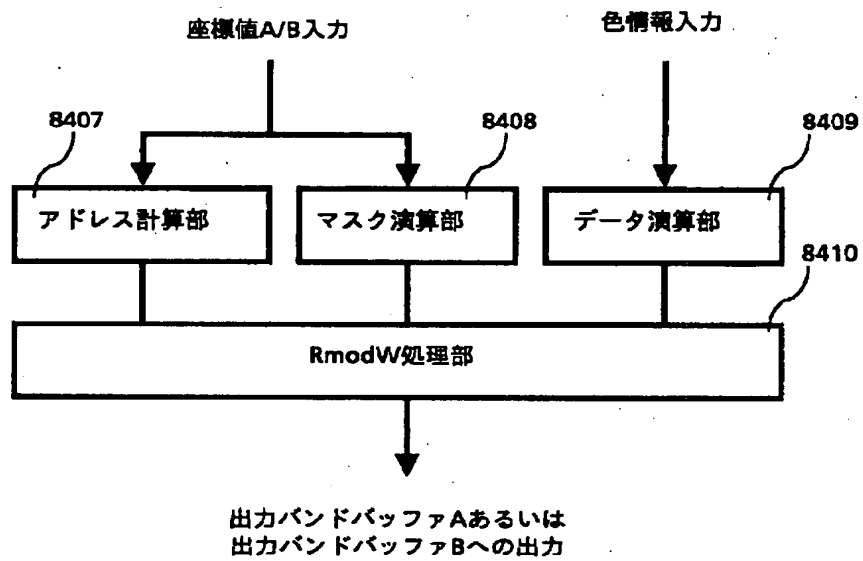 座標値A/B入力
色情報入力
8407
8408
8409
アドレス計算部
マスク演算部
データ演算部
8410
RmodW処理部
出力バンドバッファAあるいは
出力バンドバッファBへの出力